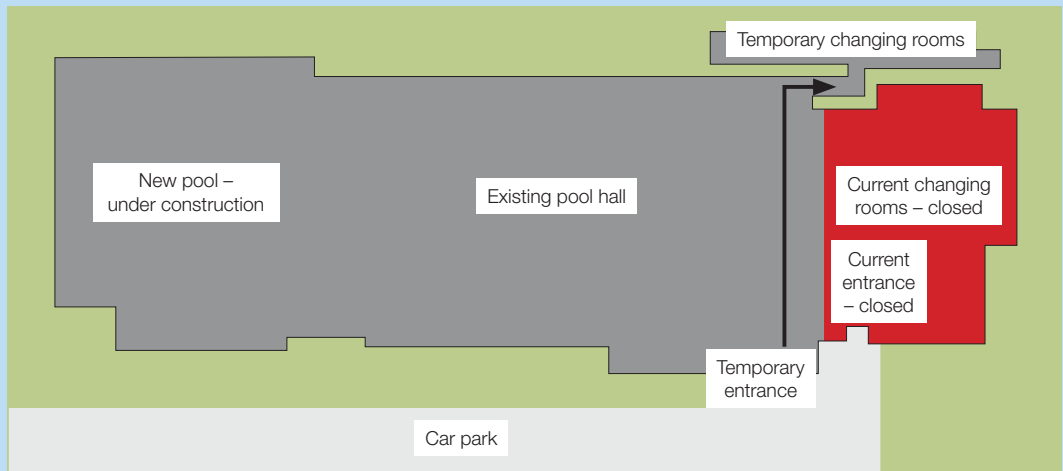 Temporary changing rooms
New pool –
under construction
Existing pool hall
Current changing
rooms – closed
Current
entrance
– closed
Temporary
entrance
Car park